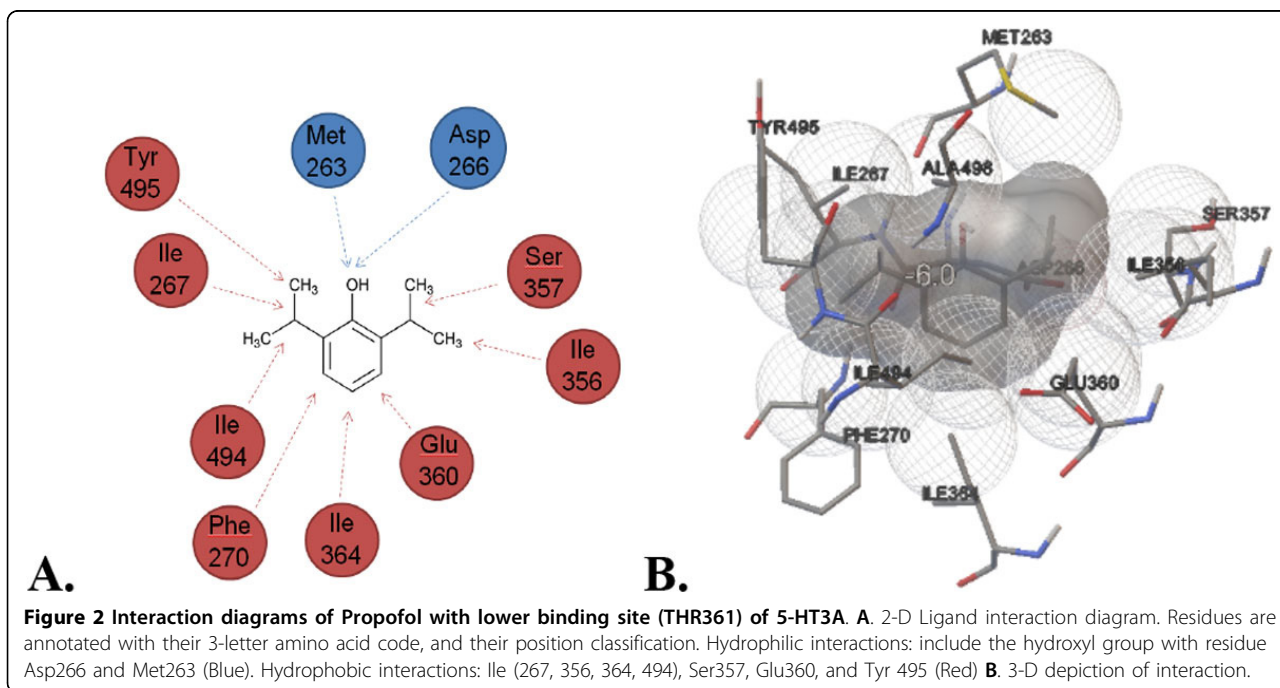 Tyr
495
Met
263
Asp
266
Ile
267
Ser
357
CH3
OH
CH3
H3C
CH3
Ile
356
Ile
494
Glu
360
Phe
270
Ile
364
A.
MET263
TYR495
ILE267
ALA496
SER357
-6.0
ASP266
ILE356
ILE494
GLU360
PHE270
ILE364
B.
Figure 2 Interaction diagrams of Propofol with lower binding site (THR361) of 5-HT3A. A. 2-D Ligand interaction diagram. Residues are
annotated with their 3-letter amino acid code, and their position classification. Hydrophilic interactions: include the hydroxyl group with residue
Asp266 and Met263 (Blue). Hydrophobic interactions: Ile (267, 356, 364, 494), Ser357, Glu360, and Tyr 495 (Red) B. 3-D depiction of interaction.